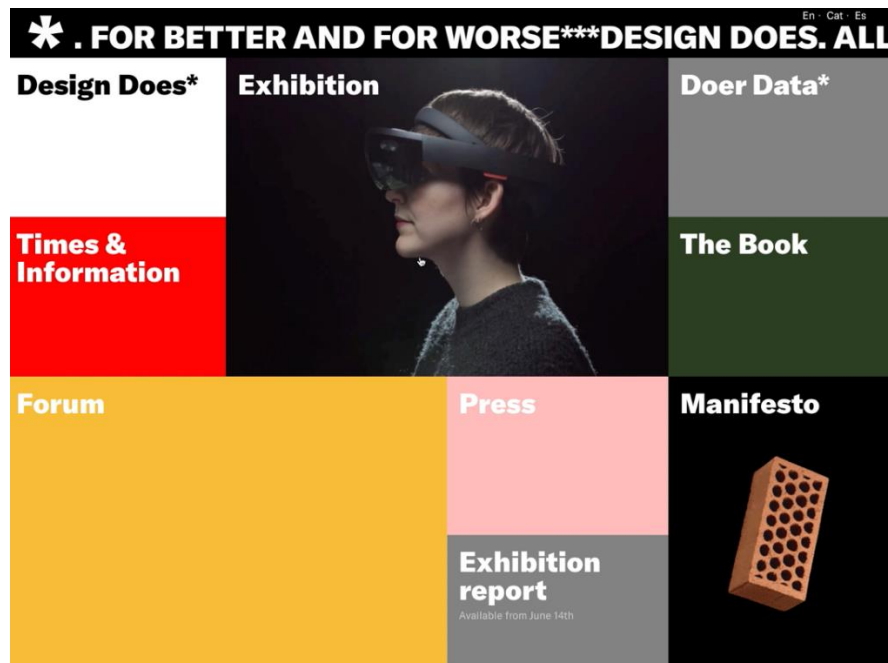 En · Cat · Es
* . FOR BETTER AND FOR WORSE***DESIGN DOES. ALL
Design Does*
Exhibition
Doer Data*
Times &
Information
The Book
Forum
Press
Manifesto
Exhibition
report
Available from June 14th